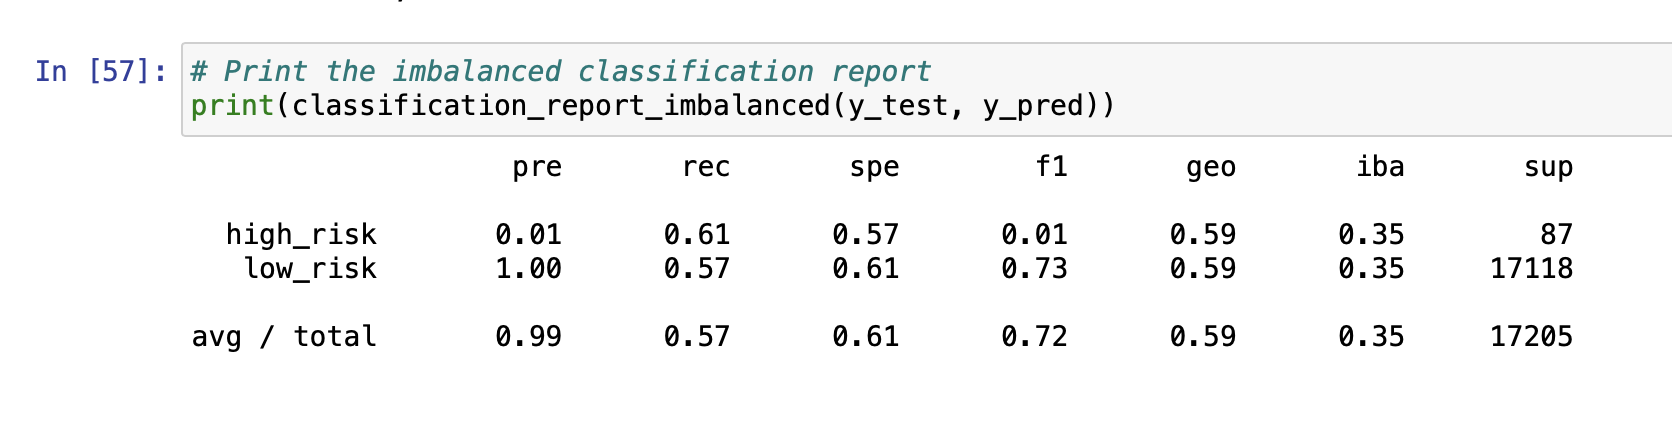 In [57]: # Print the imbalanced classification report
print(classification_report_imbalanced(y_test, y_pred))
pre rec spe f1 geo iba sup
high_risk 0.01 0.61 0.57 0.01 0.59 0.35 87
low_risk 1.00 0.57 0.61 0.73 0.59 0.35 17118
avg / total 0.99 0.57 0.61 0.72 0.59 0.35 17205